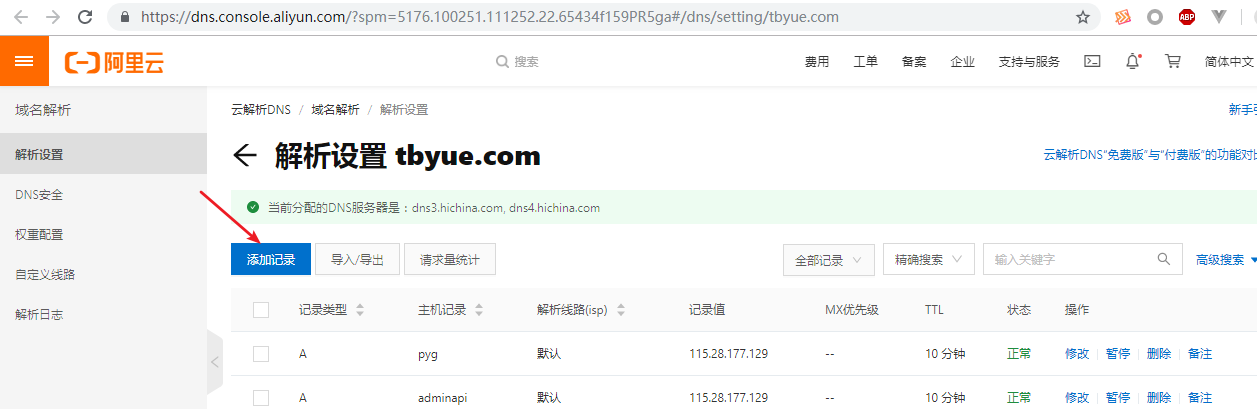 https://dns.console.aliyun.com/?spm=5176.100251.111252.22.65434f159PR5ga#/dns/setting/tbyue.com
ABP
阿里云 搜索 费用 工单 备案 企业 支持与服务 简体中文
域名解析 云解析DNS / 域名解析 / 解析设置 新手引
解析设置 解析设置 tbyue.com 云解析DNS“免费版”与“付费版”的功能对比
DNS安全 当前分配的DNS服务器是：dns3.hichina.com, dns4.hichina.com
权重配置
自定义线路 添加记录 导入/导出 请求量统计 全部记录 精确搜索 输入关键字 高级搜索
解析日志 记录类型 主机记录 解析线路(isp) 记录值 MX优先级 TTL 状态 操作
A pyg 默认 115.28.177.129 -- 10 分钟 正常 修改 暂停 删除 备注
A adminapi 默认 115.28.177.129 -- 10 分钟 正常 修改 暂停 删除 备注